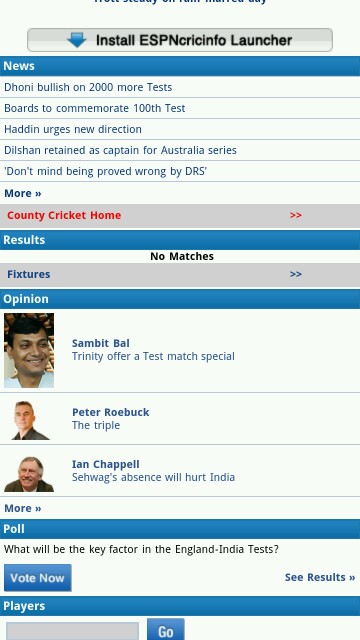 Trott steady on rain-marred day
Install ESPNcricinfo Launcher
News
Dhoni bullish on 2000 more Tests
Boards to commemorate 100th Test
Haddin urges new direction
Dilshan retained as captain for Australia series
'Don't mind being proved wrong by DRS'
More »
County Cricket Home >>
Results
No Matches
Fixtures >>
Opinion
Sambit Bal
Trinity offer a Test match special
Peter Roebuck
The triple
Ian Chappell
Sehwag's absence will hurt India
More »
Poll
What will be the key factor in the England-India Tests?
Vote Now See Results »
Players
Go